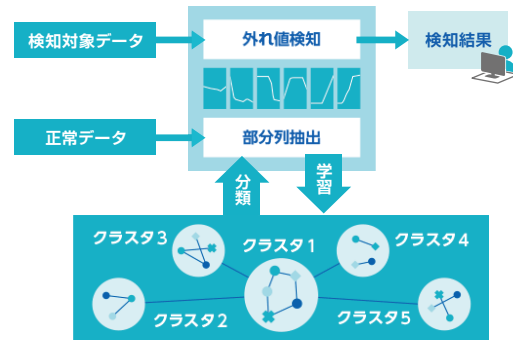 検知対象データ
外れ値検知
検知結果
正常データ
部分列抽出
分類
学習
クラスタ3
クラスタ1
クラスタ4
クラスタ2
クラスタ5